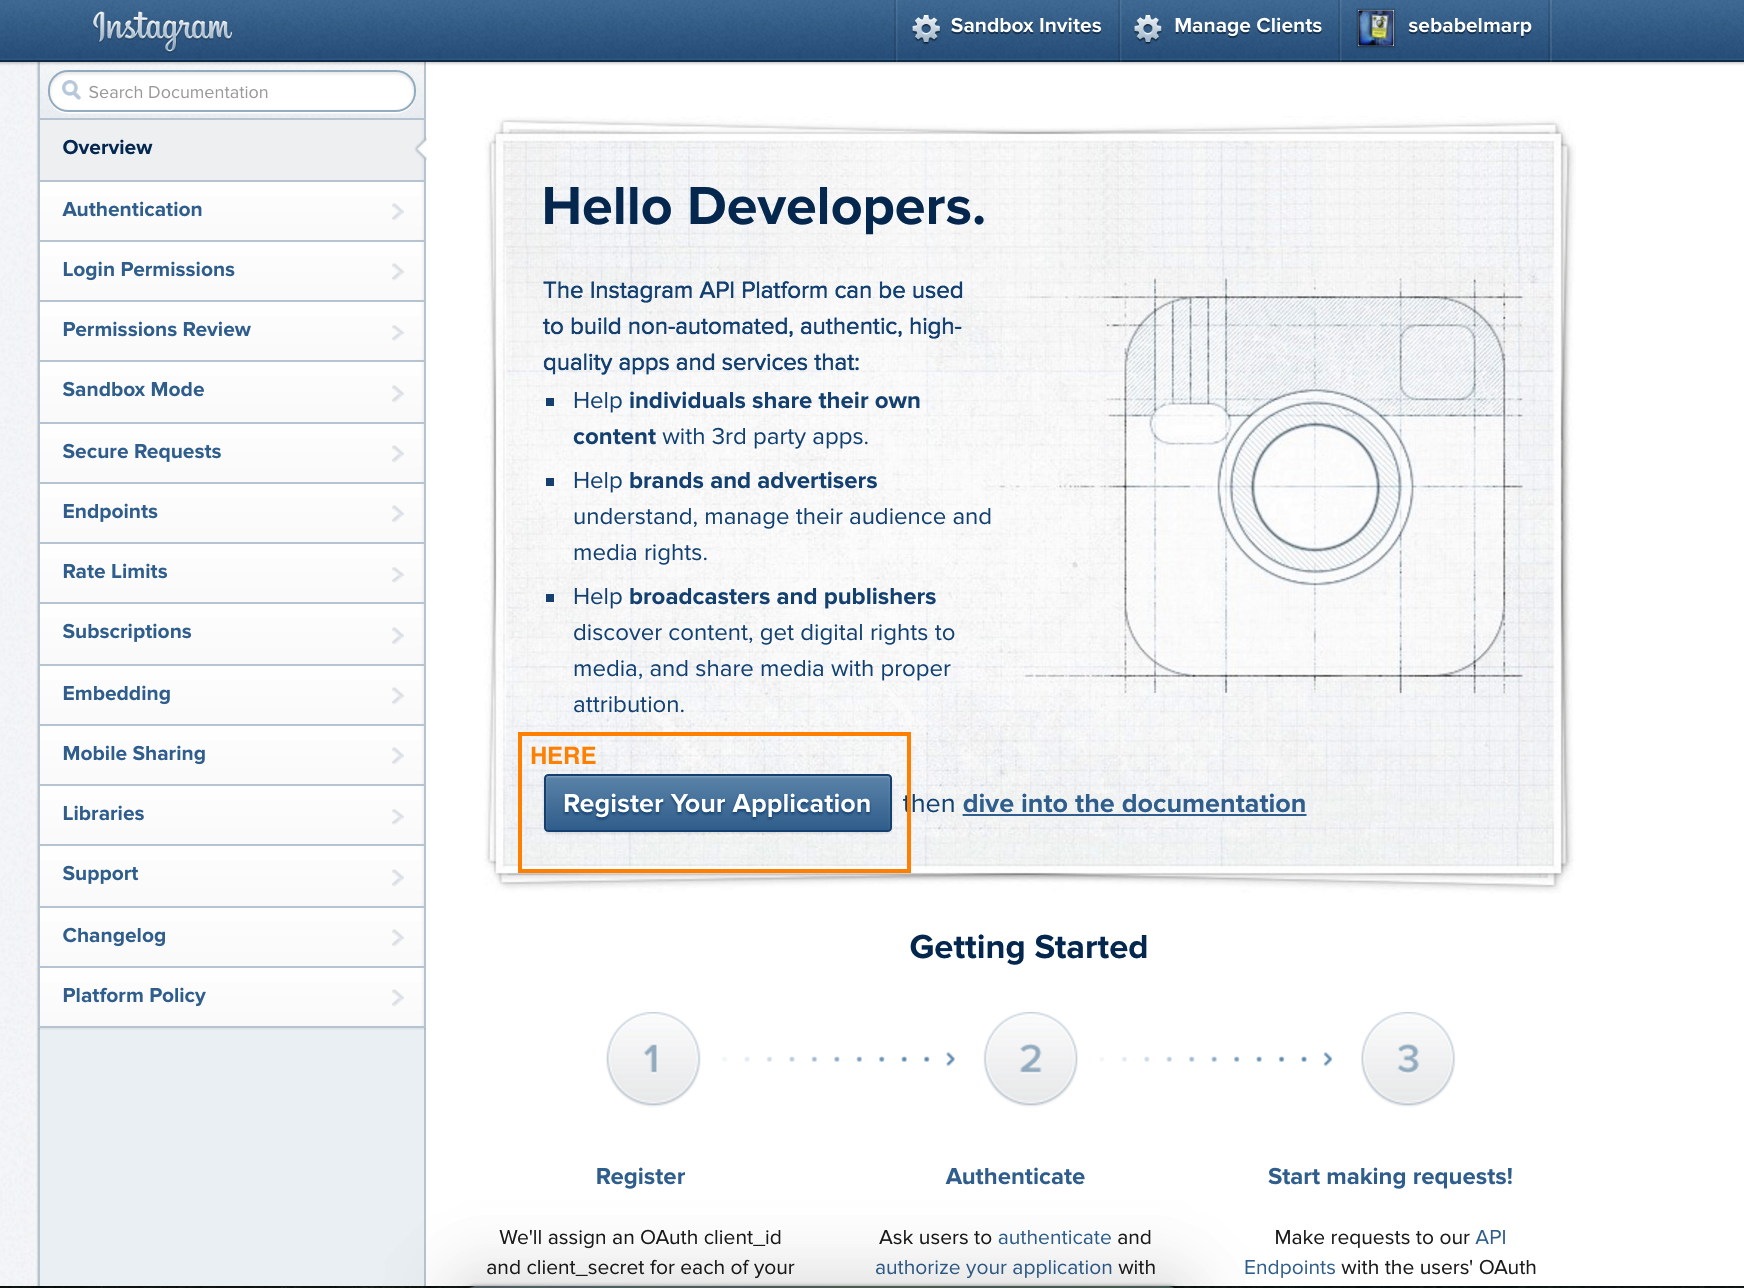 Instagram
Sandbox Invites
Manage Clients
sebabelmarp
Search Documentation
Overview
Authentication
Login Permissions
Permissions Review
Sandbox Mode
Secure Requests
Endpoints
Rate Limits
Subscriptions
Embedding
Mobile Sharing
Libraries
Support
Changelog
Platform Policy
Hello Developers.
The Instagram API Platform can be used
to build non-automated, authentic, high-
quality apps and services that:
Help individuals share their own
content with 3rd party apps.
Help brands and advertisers
understand, manage their audience and
media rights.
Help broadcasters and publishers
discover content, get digital rights to
media, and share media with proper
attribution.
HERE
Register Your Application then dive into the documentation
Getting Started
1
2
3
Register
Authenticate
Start making requests!
We'll assign an OAuth client_id
and client_secret for each of your
Ask users to authenticate and
authorize your application with
Make requests to our API
Endpoints with the users' OAuth